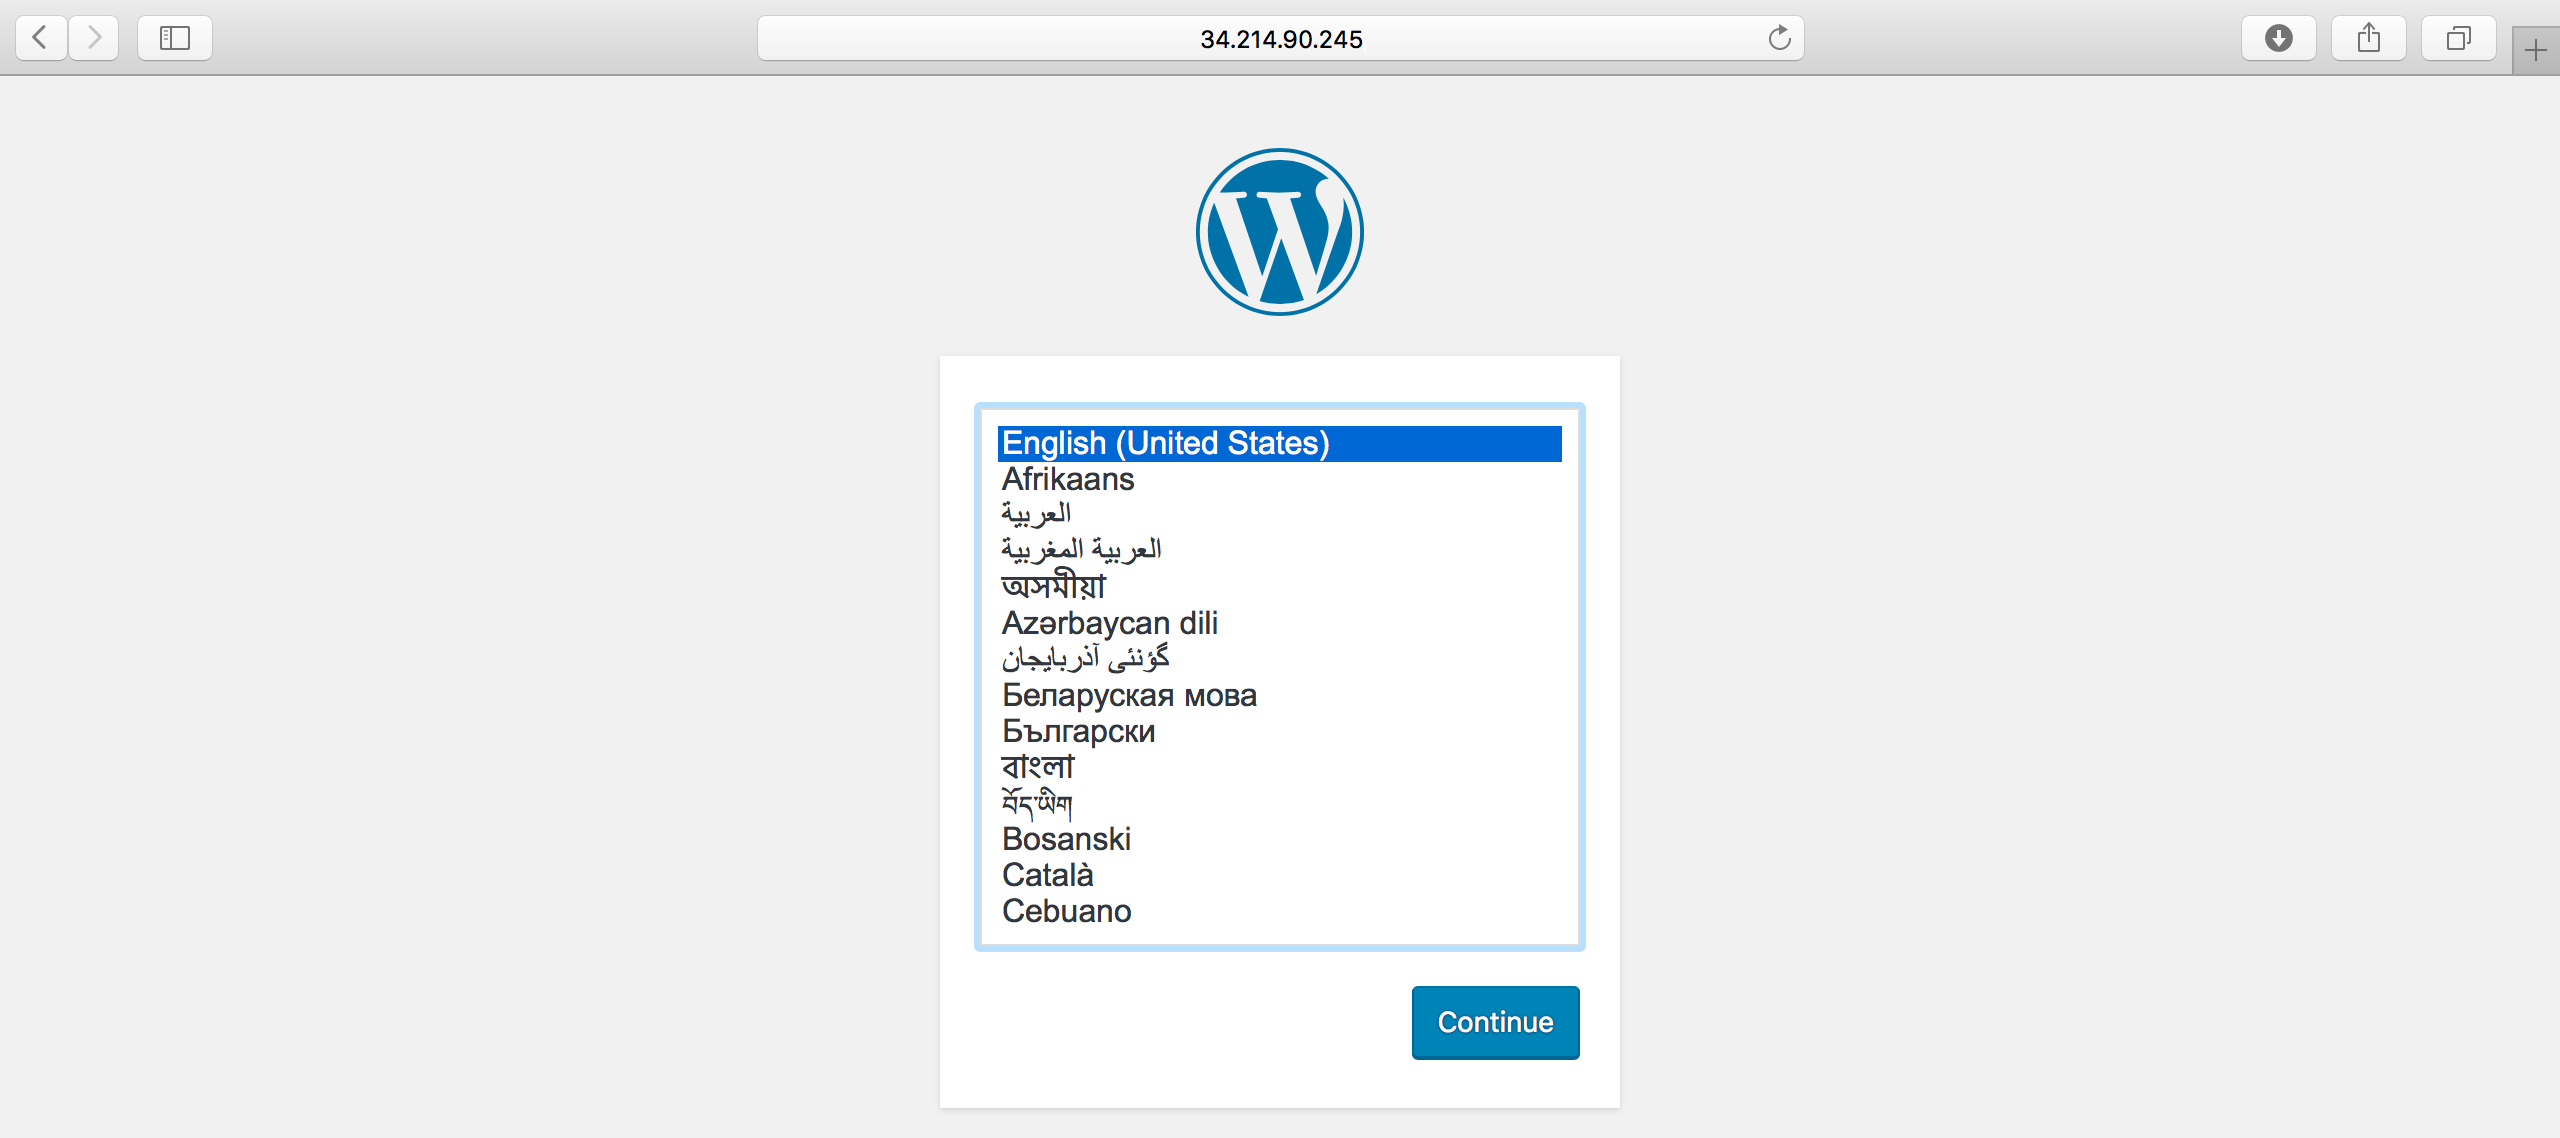 34.214.90.245
English (United States)
Afrikaans
العربية
العربية المغربية
অসমীয়া
Azərbaycan dili
گؤنئی آذربایجان
Беларуская мова
Български
বাংলা
བོད་ཡིག
Bosanski
Català
Cebuano
Continue